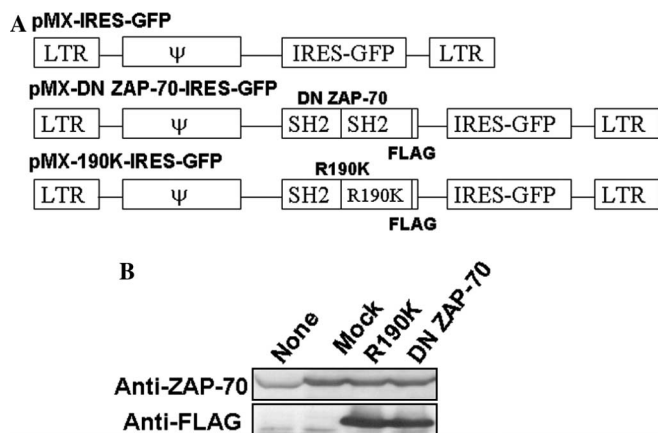 A pMX-IRES-GFP
LTR Ψ IRES-GFP LTR
pMX-DN ZAP-70-IRES-GFP
DN ZAP-70
LTR Ψ SH2 SH2 IRES-GFP LTR
FLAG
pMX-190K-IRES-GFP
R190K
LTR Ψ SH2 R190K IRES-GFP LTR
FLAG
B
None Mock R190K DN ZAP-70
Anti-ZAP-70
Anti-FLAG